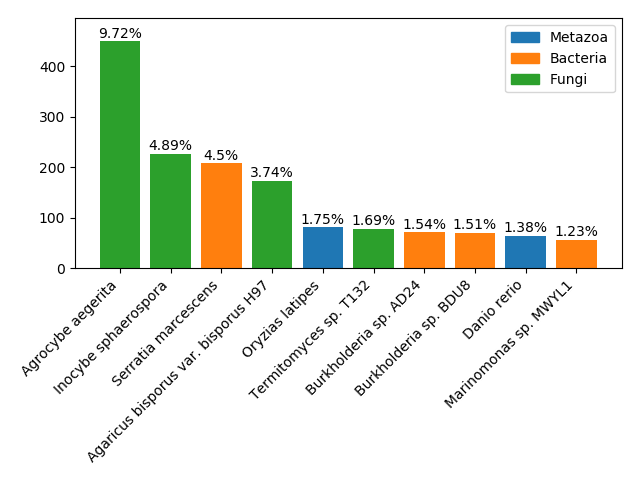 Metazoa
Bacteria
Fungi
400
300
200
100
0
9.72%
4.89%
4.5%
3.74%
1.75%
1.69%
1.54%
1.51%
1.38%
1.23%
Agrocybe aegerita
Inocybe sphaerospora
Serratia marcescens
Agaricus bisporus var. bisporus H97
Oryzias latipes
Termitomyces sp. T132
Burkholderia sp. AD24
Burkholderia sp. BDU8
Danio rerio
Marinomonas sp. MWYL1